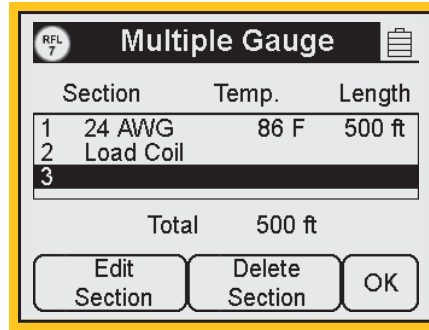 RFL
7
Multiple Gauge
Section Temp. Length
1 24 AWG 86 F 500 ft
2 Load Coil
3
Total 500 ft
Edit Section
Delete Section
OK